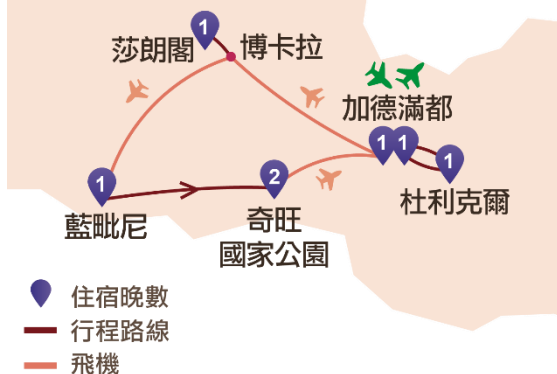 1
莎朗閣
博卡拉
加德滿都
1
1
1
杜利克爾
1
藍毗尼
2
奇旺
國家公園
住宿晚數
行程路線
飛機